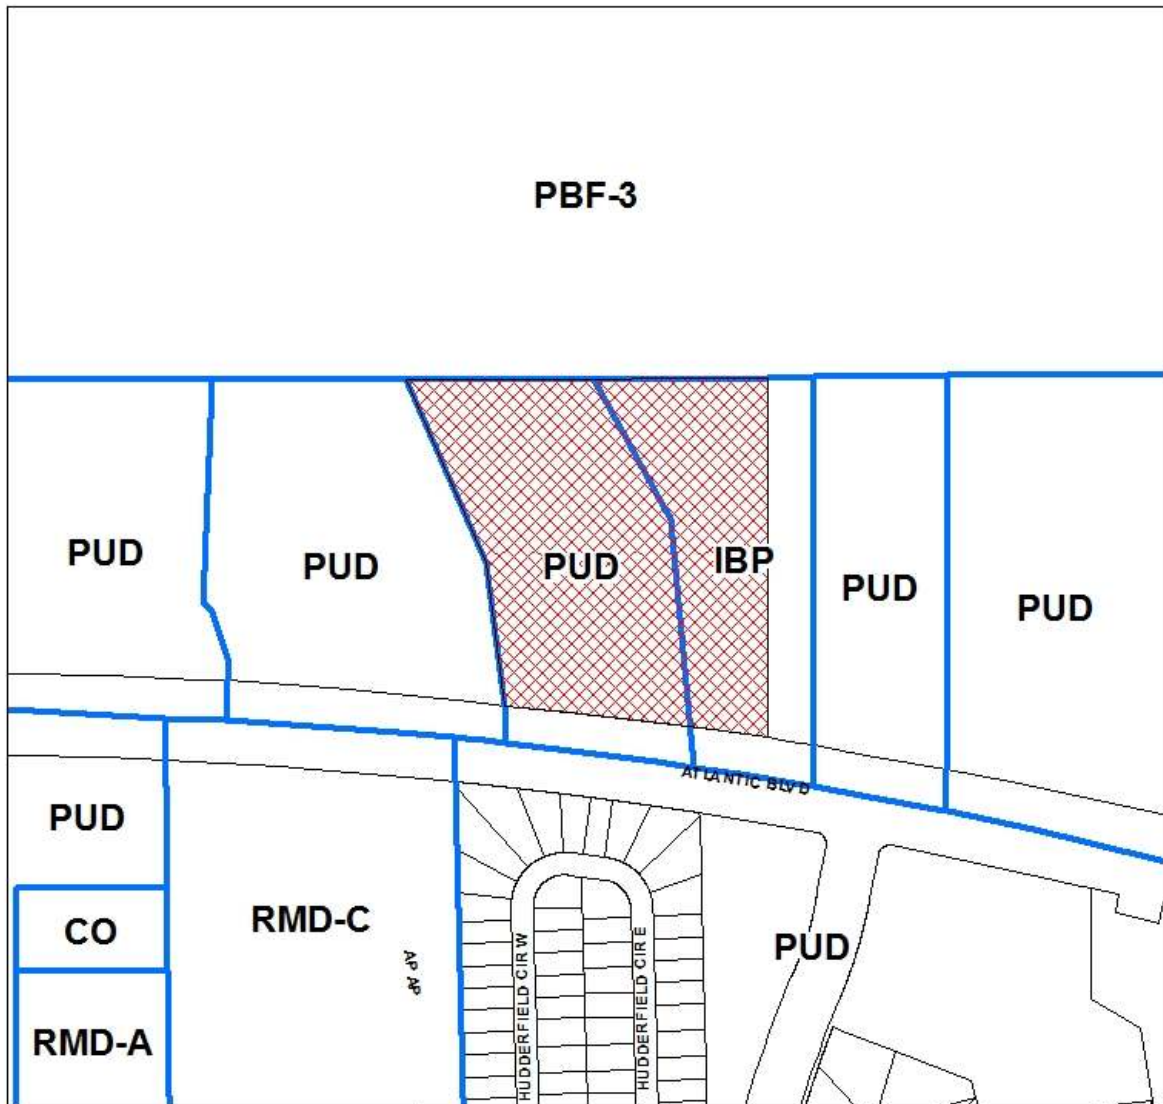 PBF-3
PUD
PUD
PUD
IBP
PUD
PUD
ATLANTIC BLVD
PUD
CO
RMD-C
PUD
AP AP
HUDDERFIELD CIR W
HUDDERFIELD CIR E
RMD-A